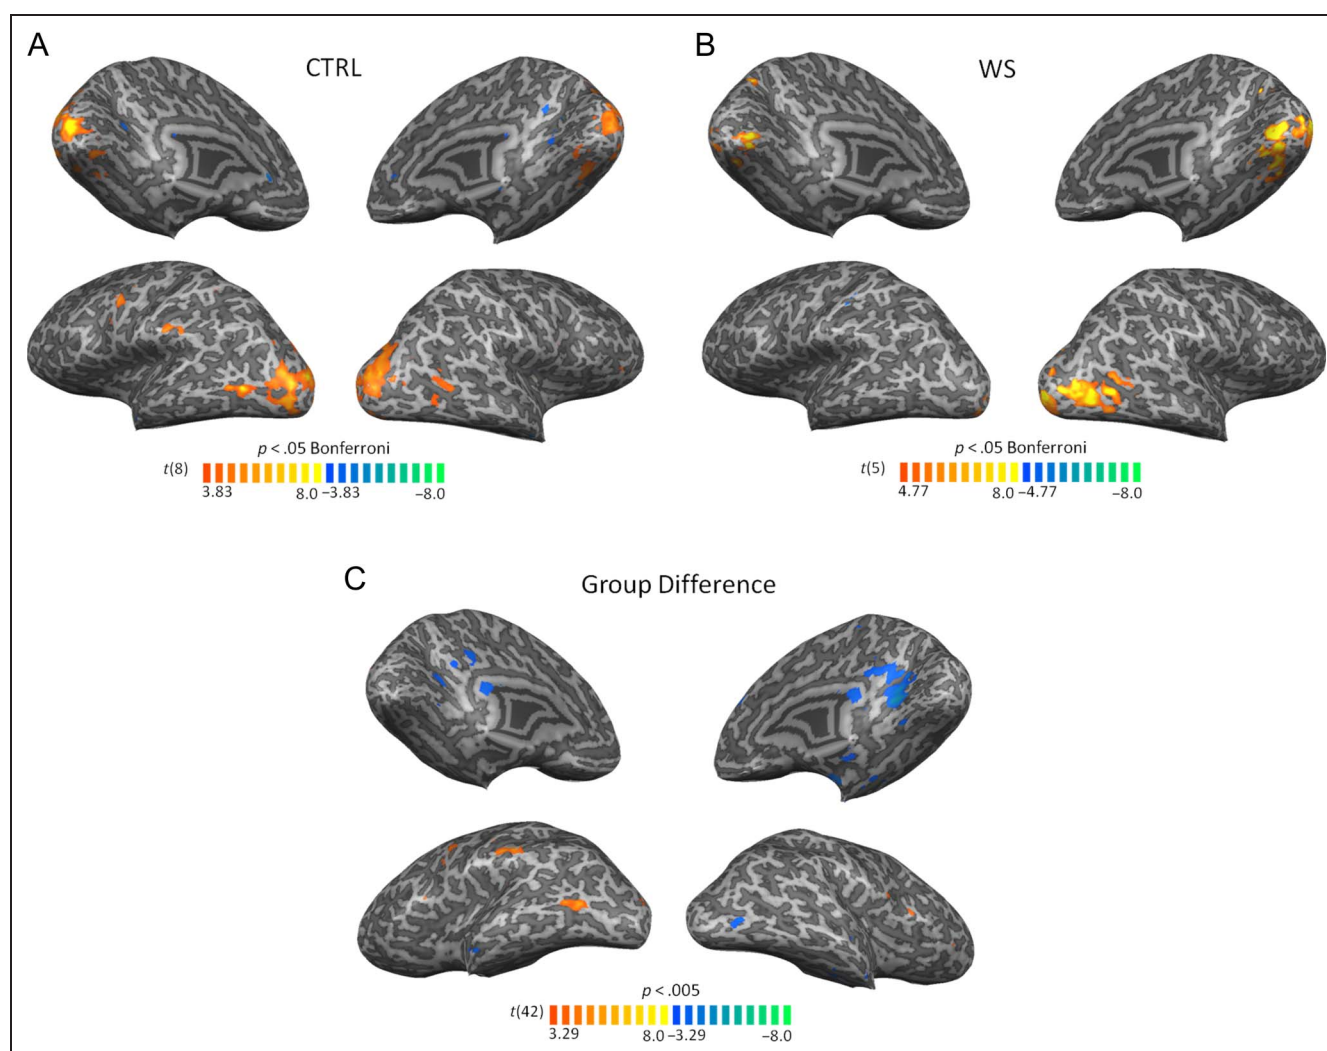 A
CTRL
B
WS
p < .05 Bonferroni
t(8)
3.83 8.0 −3.83 −8.0
p < .05 Bonferroni
t(5)
4.77 8.0 −4.77 −8.0
C
Group Difference
p < .005
t(42)
3.29 8.0 −3.29 −8.0